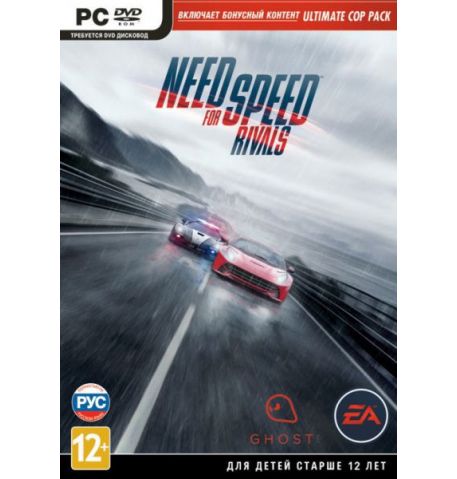 PC DVD ROM
ТРЕБУЕТСЯ DVD ДИСКОВОД
ВКЛЮЧАЕТ БОНУСНЫЙ КОНТЕНТ ULTIMATE COP PACK
NEED
FOR SPEED
RIVALS
РУС
12+
GHOST
EA
ДЛЯ ДЕТЕЙ СТАРШЕ 12 ЛЕТ